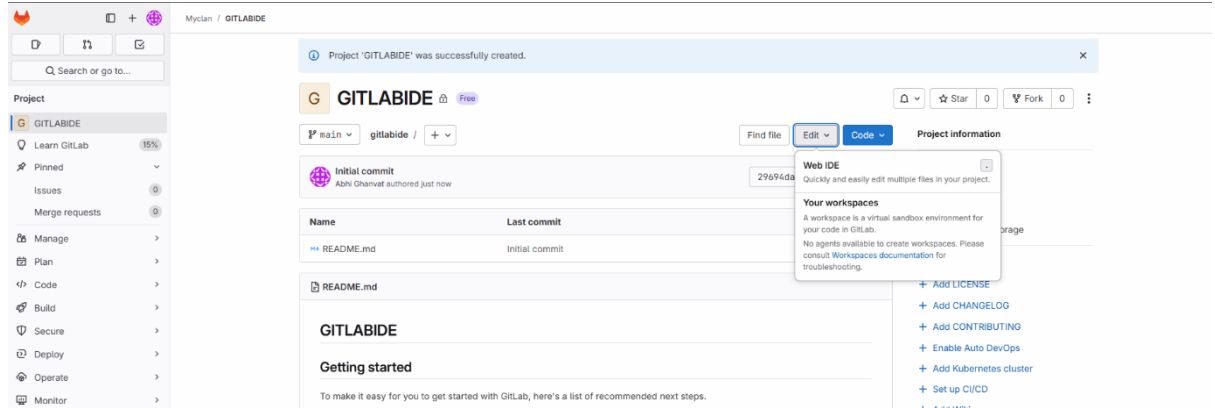 Myclan / GITLABIDE
Search or go to...
Project
G GITLABIDE
Learn GitLab 15%
Pinned
Issues 0
Merge requests 0
Manage
Plan
Code
Build
Secure
Deploy
Operate
Monitor
Project 'GITLABIDE' was successfully created.
G GITLABIDE Free
Star 0 Fork 0
main gitlabide / +
Find file Edit Code
Initial commit
Abhi Ghanvat authored just now
29694da
Name Last commit
README.md Initial commit
README.md
GITLABIDE
Getting started
To make it easy for you to get started with GitLab, here's a list of recommended next steps.
Web IDE .
Quickly and easily edit multiple files in your project.
Your workspaces
A workspace is a virtual sandbox environment for
your code in GitLab.
No agents available to create workspaces. Please
consult Workspaces documentation for
troubleshooting.
Project information
orage
+ Add LICENSE
+ Add CHANGELOG
+ Add CONTRIBUTING
+ Enable Auto DevOps
+ Add Kubernetes cluster
+ Set up CI/CD